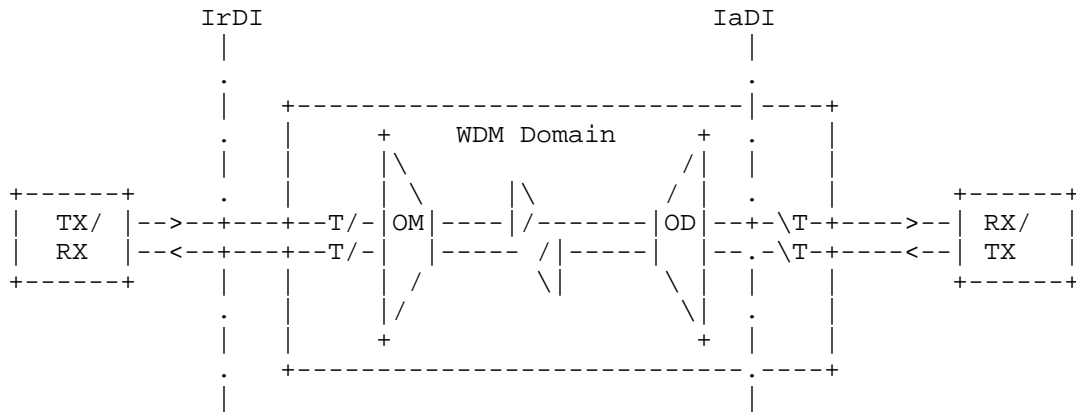 IrDI IaDI
WDM Domain
TX/ T/ OM OD \T RX/
RX T/ \T TX